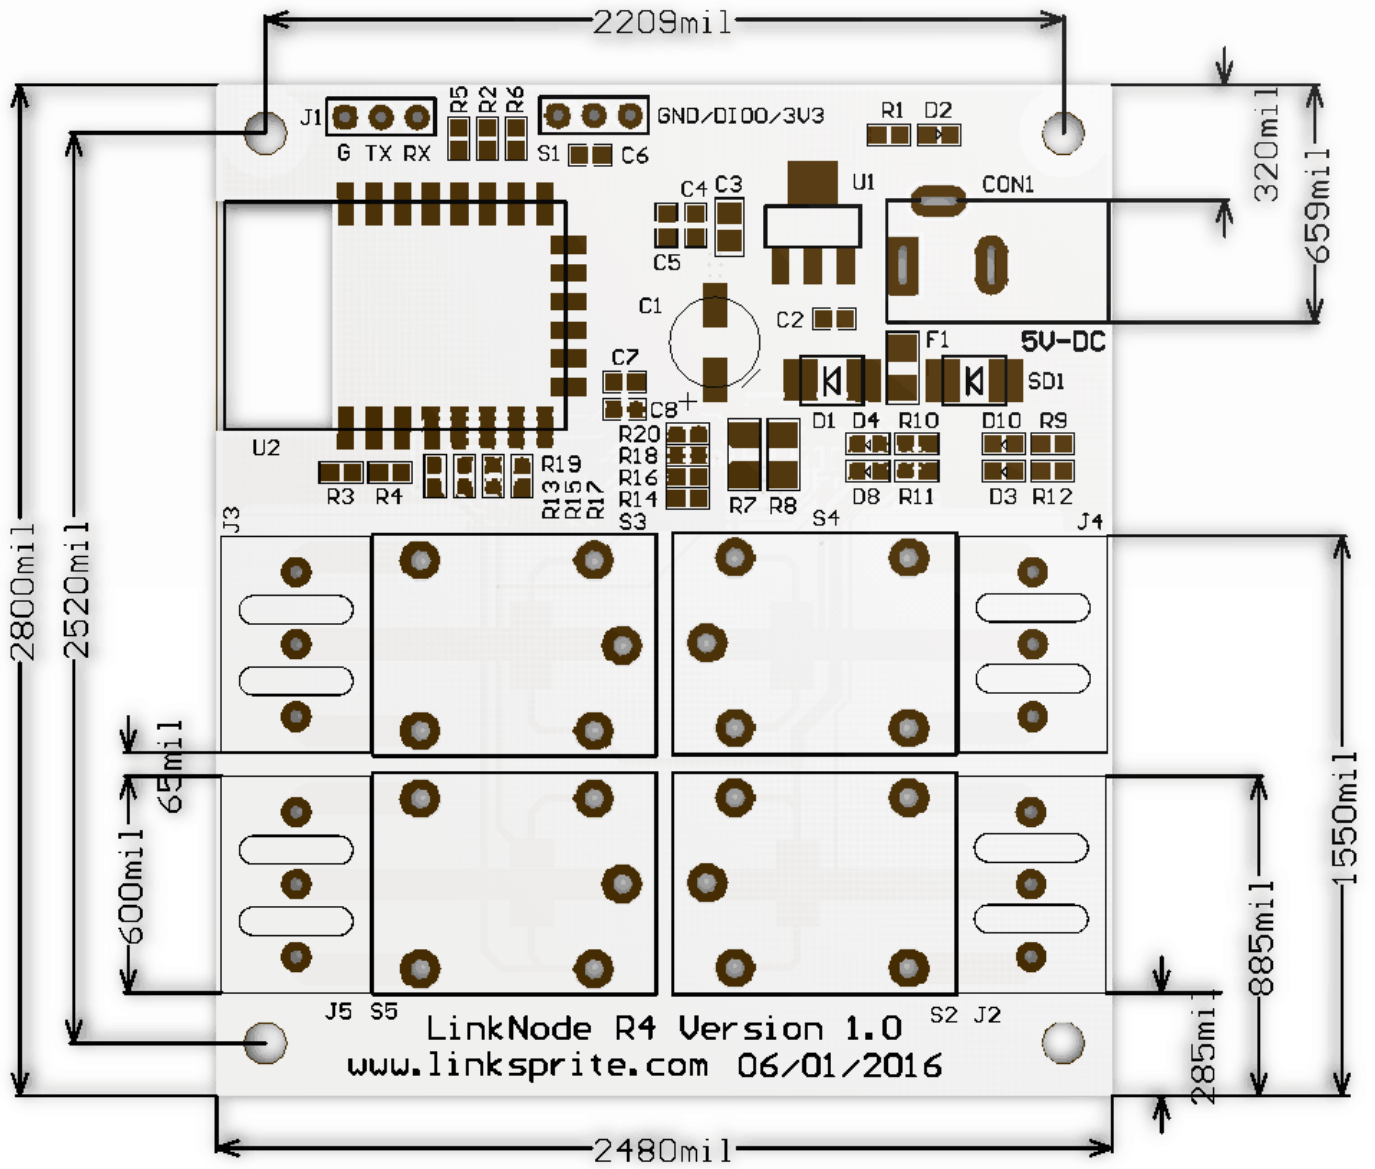 2209mil
J1
G TX RX
R5
R2
R6
S1
C6
GND/DIO0/3V3
R1
D2
320mil
659mil
C4
C3
C5
U1
CON1
C1
C2
F1
5V-DC
C7
C8
+
D1
SD1
U2
R20
R18
R16
R14
D4
R10
D10
R9
R3
R4
R19
R13
R15
R17
R7
R8
D8
R11
D3
R12
J3
S3
S4
J4
2800mil
2520mil
65mil
600mil
1550mil
885mil
285mil
J5
S5
S2
J2
LinkNode R4 Version 1.0
www.linksprite.com 06/01/2016
2480mil